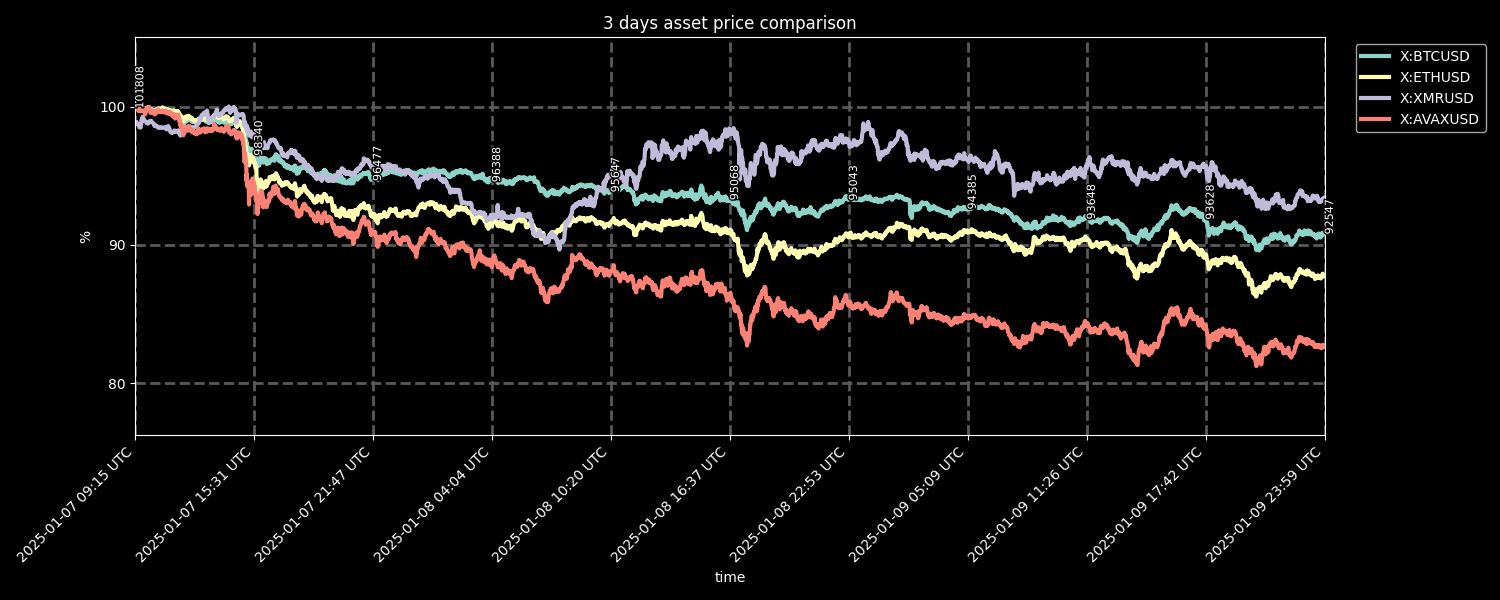 3 days asset price comparison
X:BTCUSD
X:ETHUSD
X:XMRUSD
X:AVAXUSD
100
90
80
%
101808
98340
96477
96388
95647
95068
95043
94385
93648
93628
92547
2025-01-07 09:15 UTC
2025-01-07 15:31 UTC
2025-01-07 21:47 UTC
2025-01-08 04:04 UTC
2025-01-08 10:20 UTC
2025-01-08 16:37 UTC
2025-01-08 22:53 UTC
2025-01-09 05:09 UTC
2025-01-09 11:26 UTC
2025-01-09 17:42 UTC
2025-01-09 23:59 UTC
time